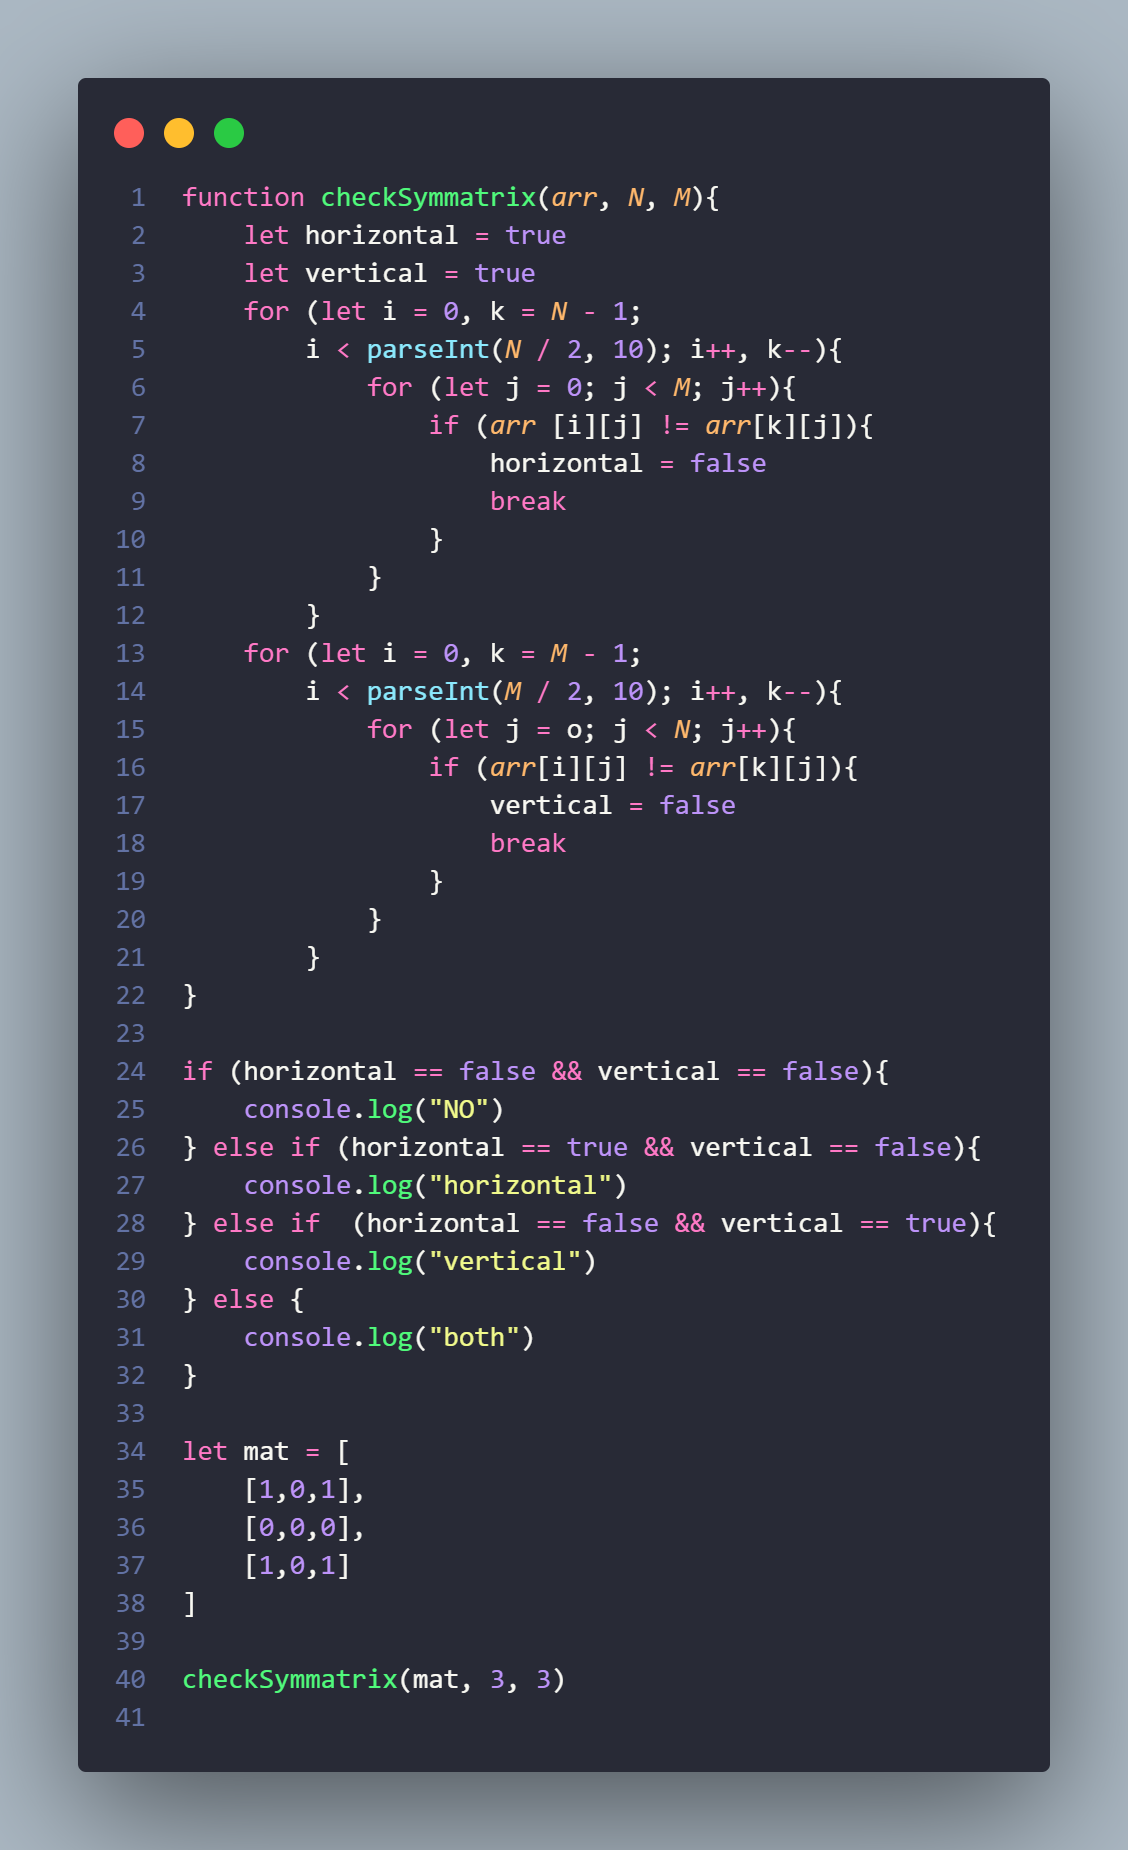 1 function checkSymmatrix(arr, N, M){
2     let horizontal = true
3     let vertical = true
4     for (let i = 0, k = N - 1;
5         i < parseInt(N / 2, 10); i++, k--){
6             for (let j = 0; j < M; j++){
7                 if (arr [i][j] != arr[k][j]){
8                     horizontal = false
9                     break
10                 }
11             }
12         }
13     for (let i = 0, k = M - 1;
14         i < parseInt(M / 2, 10); i++, k--){
15             for (let j = o; j < N; j++){
16                 if (arr[i][j] != arr[k][j]){
17                     vertical = false
18                     break
19                 }
20             }
21         }
22 }
23
24 if (horizontal == false && vertical == false){
25     console.log("NO")
26 } else if (horizontal == true && vertical == false){
27     console.log("horizontal")
28 } else if  (horizontal == false && vertical == true){
29     console.log("vertical")
30 } else {
31     console.log("both")
32 }
33
34 let mat = [
35     [1,0,1],
36     [0,0,0],
37     [1,0,1]
38 ]
39
40 checkSymmatrix(mat, 3, 3)
41